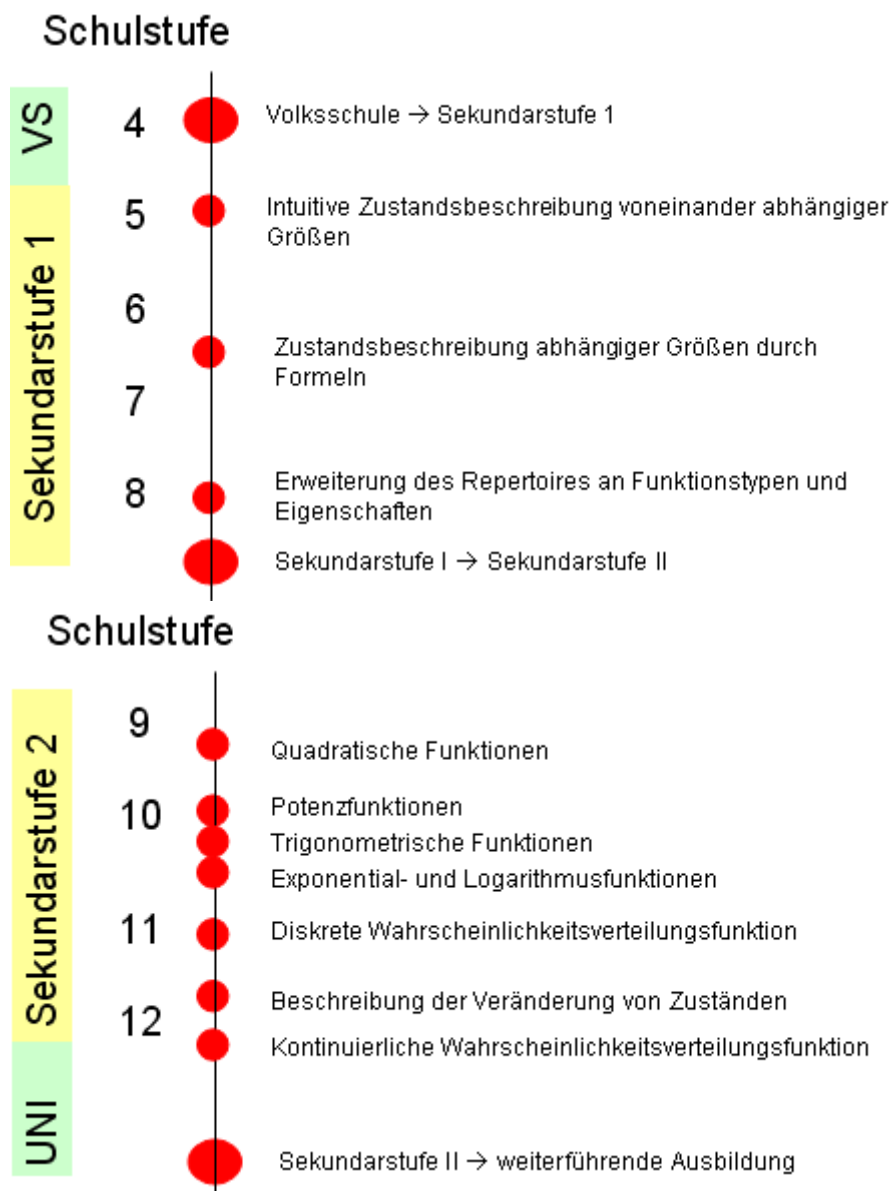 Schulstufe
VS
4
Volksschule → Sekundarstufe 1
Sekundarstufe 1
5
Intuitive Zustandsbeschreibung voneinander abhängiger
Größen
6
Zustandsbeschreibung abhängiger Größen durch
Formeln
7
8
Erweiterung des Repertoires an Funktionstypen und
Eigenschaften
Sekundarstufe I → Sekundarstufe II
Schulstufe
Sekundarstufe 2
9
Quadratische Funktionen
10
Potenzfunktionen
Trigonometrische Funktionen
Exponential- und Logarithmusfunktionen
11
Diskrete Wahrscheinlichkeitsverteilungsfunktion
Beschreibung der Veränderung von Zuständen
12
Kontinuierliche Wahrscheinlichkeitsverteilungsfunktion
UNI
Sekundarstufe II → weiterführende Ausbildung